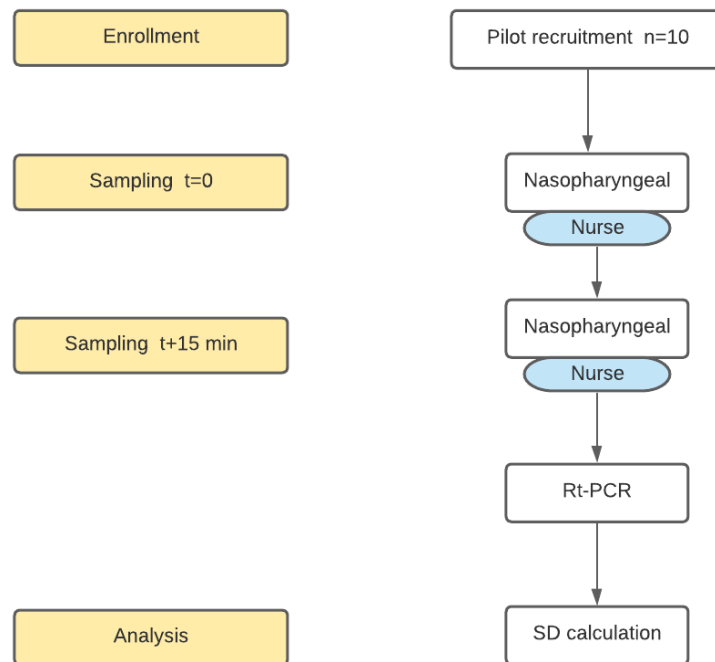 Enrollment
Pilot recruitment n=10
Sampling t=0
Nasopharyngeal
Nurse
Sampling t+15 min
Nasopharyngeal
Nurse
Rt-PCR
Analysis
SD calculation